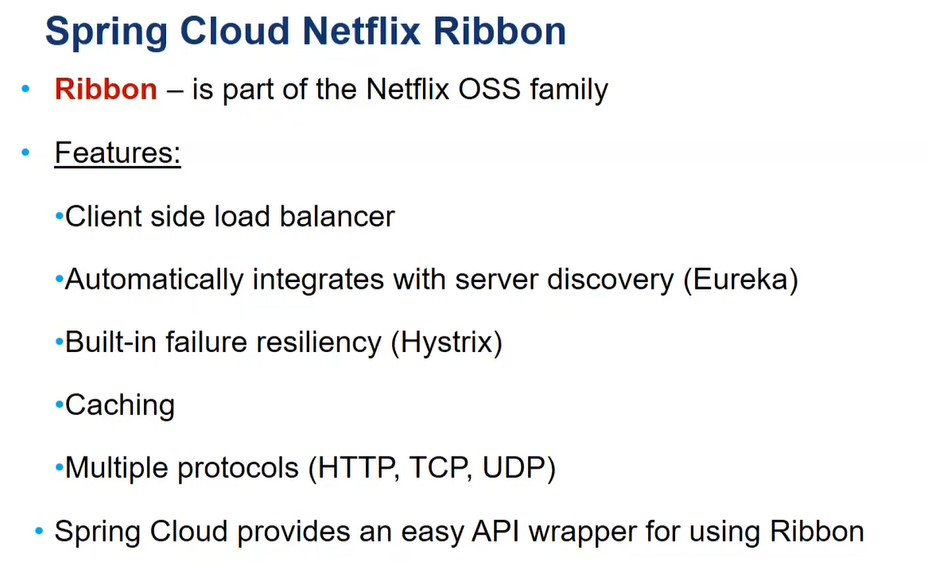 Spring Cloud Netflix Ribbon
• Ribbon – is part of the Netflix OSS family
• Features:
•Client side load balancer
•Automatically integrates with server discovery (Eureka)
•Built-in failure resiliency (Hystrix)
•Caching
•Multiple protocols (HTTP, TCP, UDP)
• Spring Cloud provides an easy API wrapper for using Ribbon